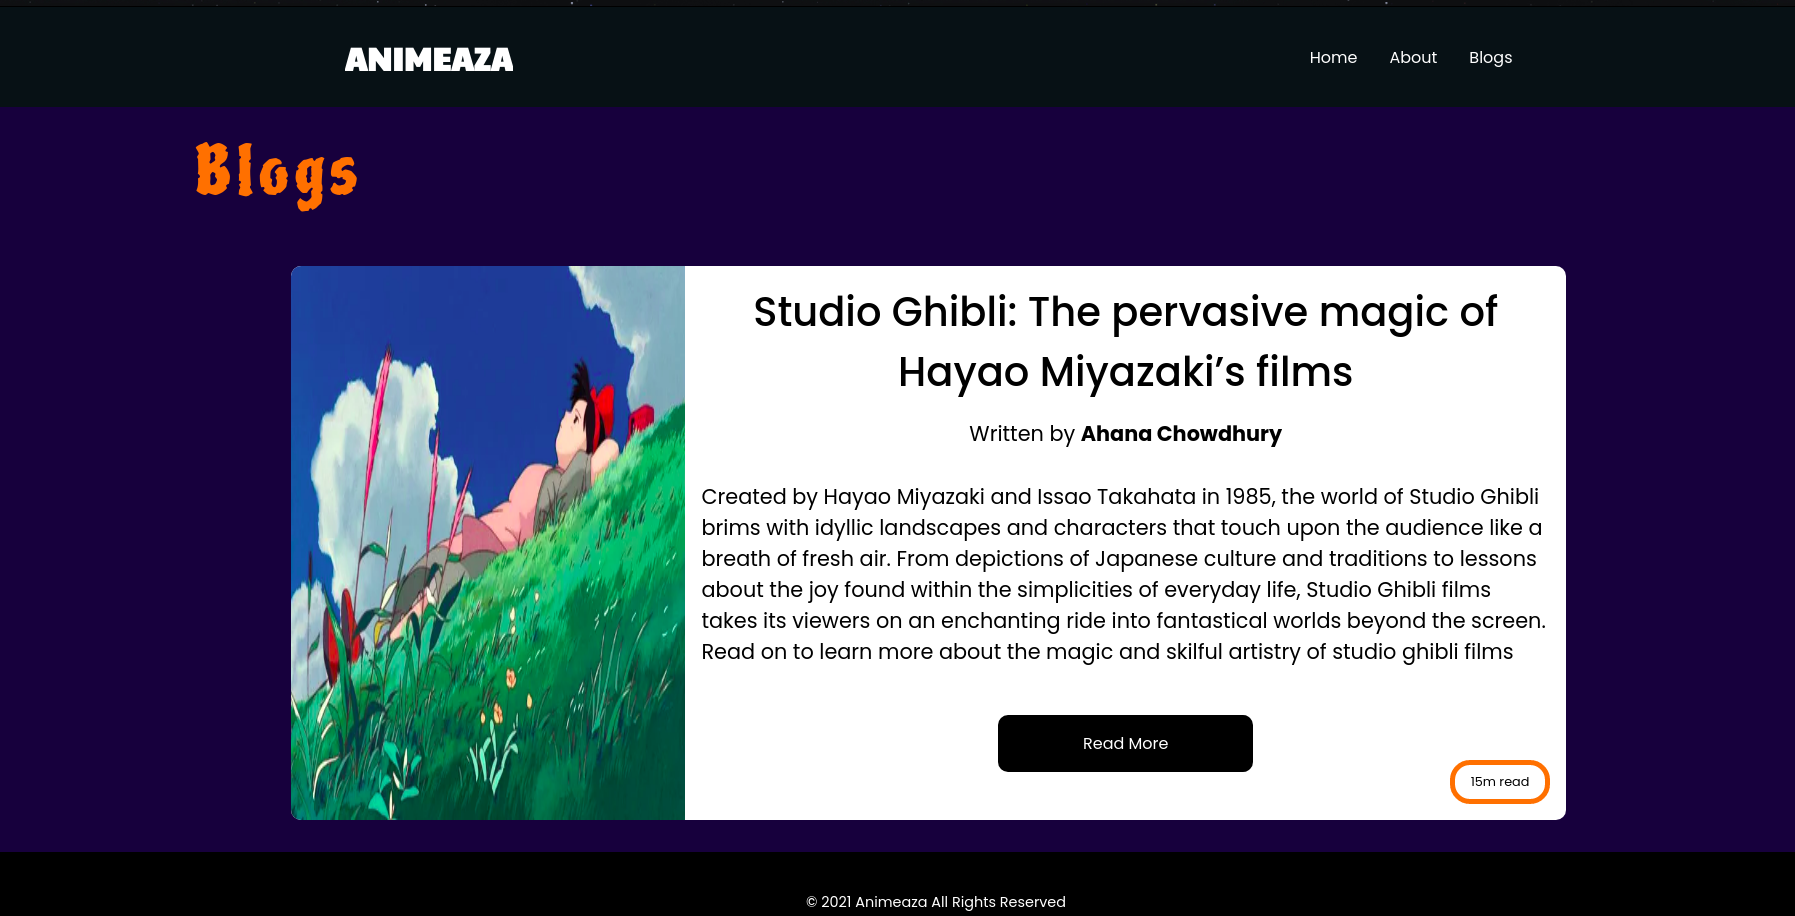 ANIMEAZA
Home About Blogs
Blogs
Studio Ghibli: The pervasive magic of
Hayao Miyazaki’s films
Written by Ahana Chowdhury
Created by Hayao Miyazaki and Issao Takahata in 1985, the world of Studio Ghibli
brims with idyllic landscapes and characters that touch upon the audience like a
breath of fresh air. From depictions of Japanese culture and traditions to lessons
about the joy found within the simplicities of everyday life, Studio Ghibli films
takes its viewers on an enchanting ride into fantastical worlds beyond the screen.
Read on to learn more about the magic and skilful artistry of studio ghibli films
Read More
15m read
© 2021 Animeaza All Rights Reserved